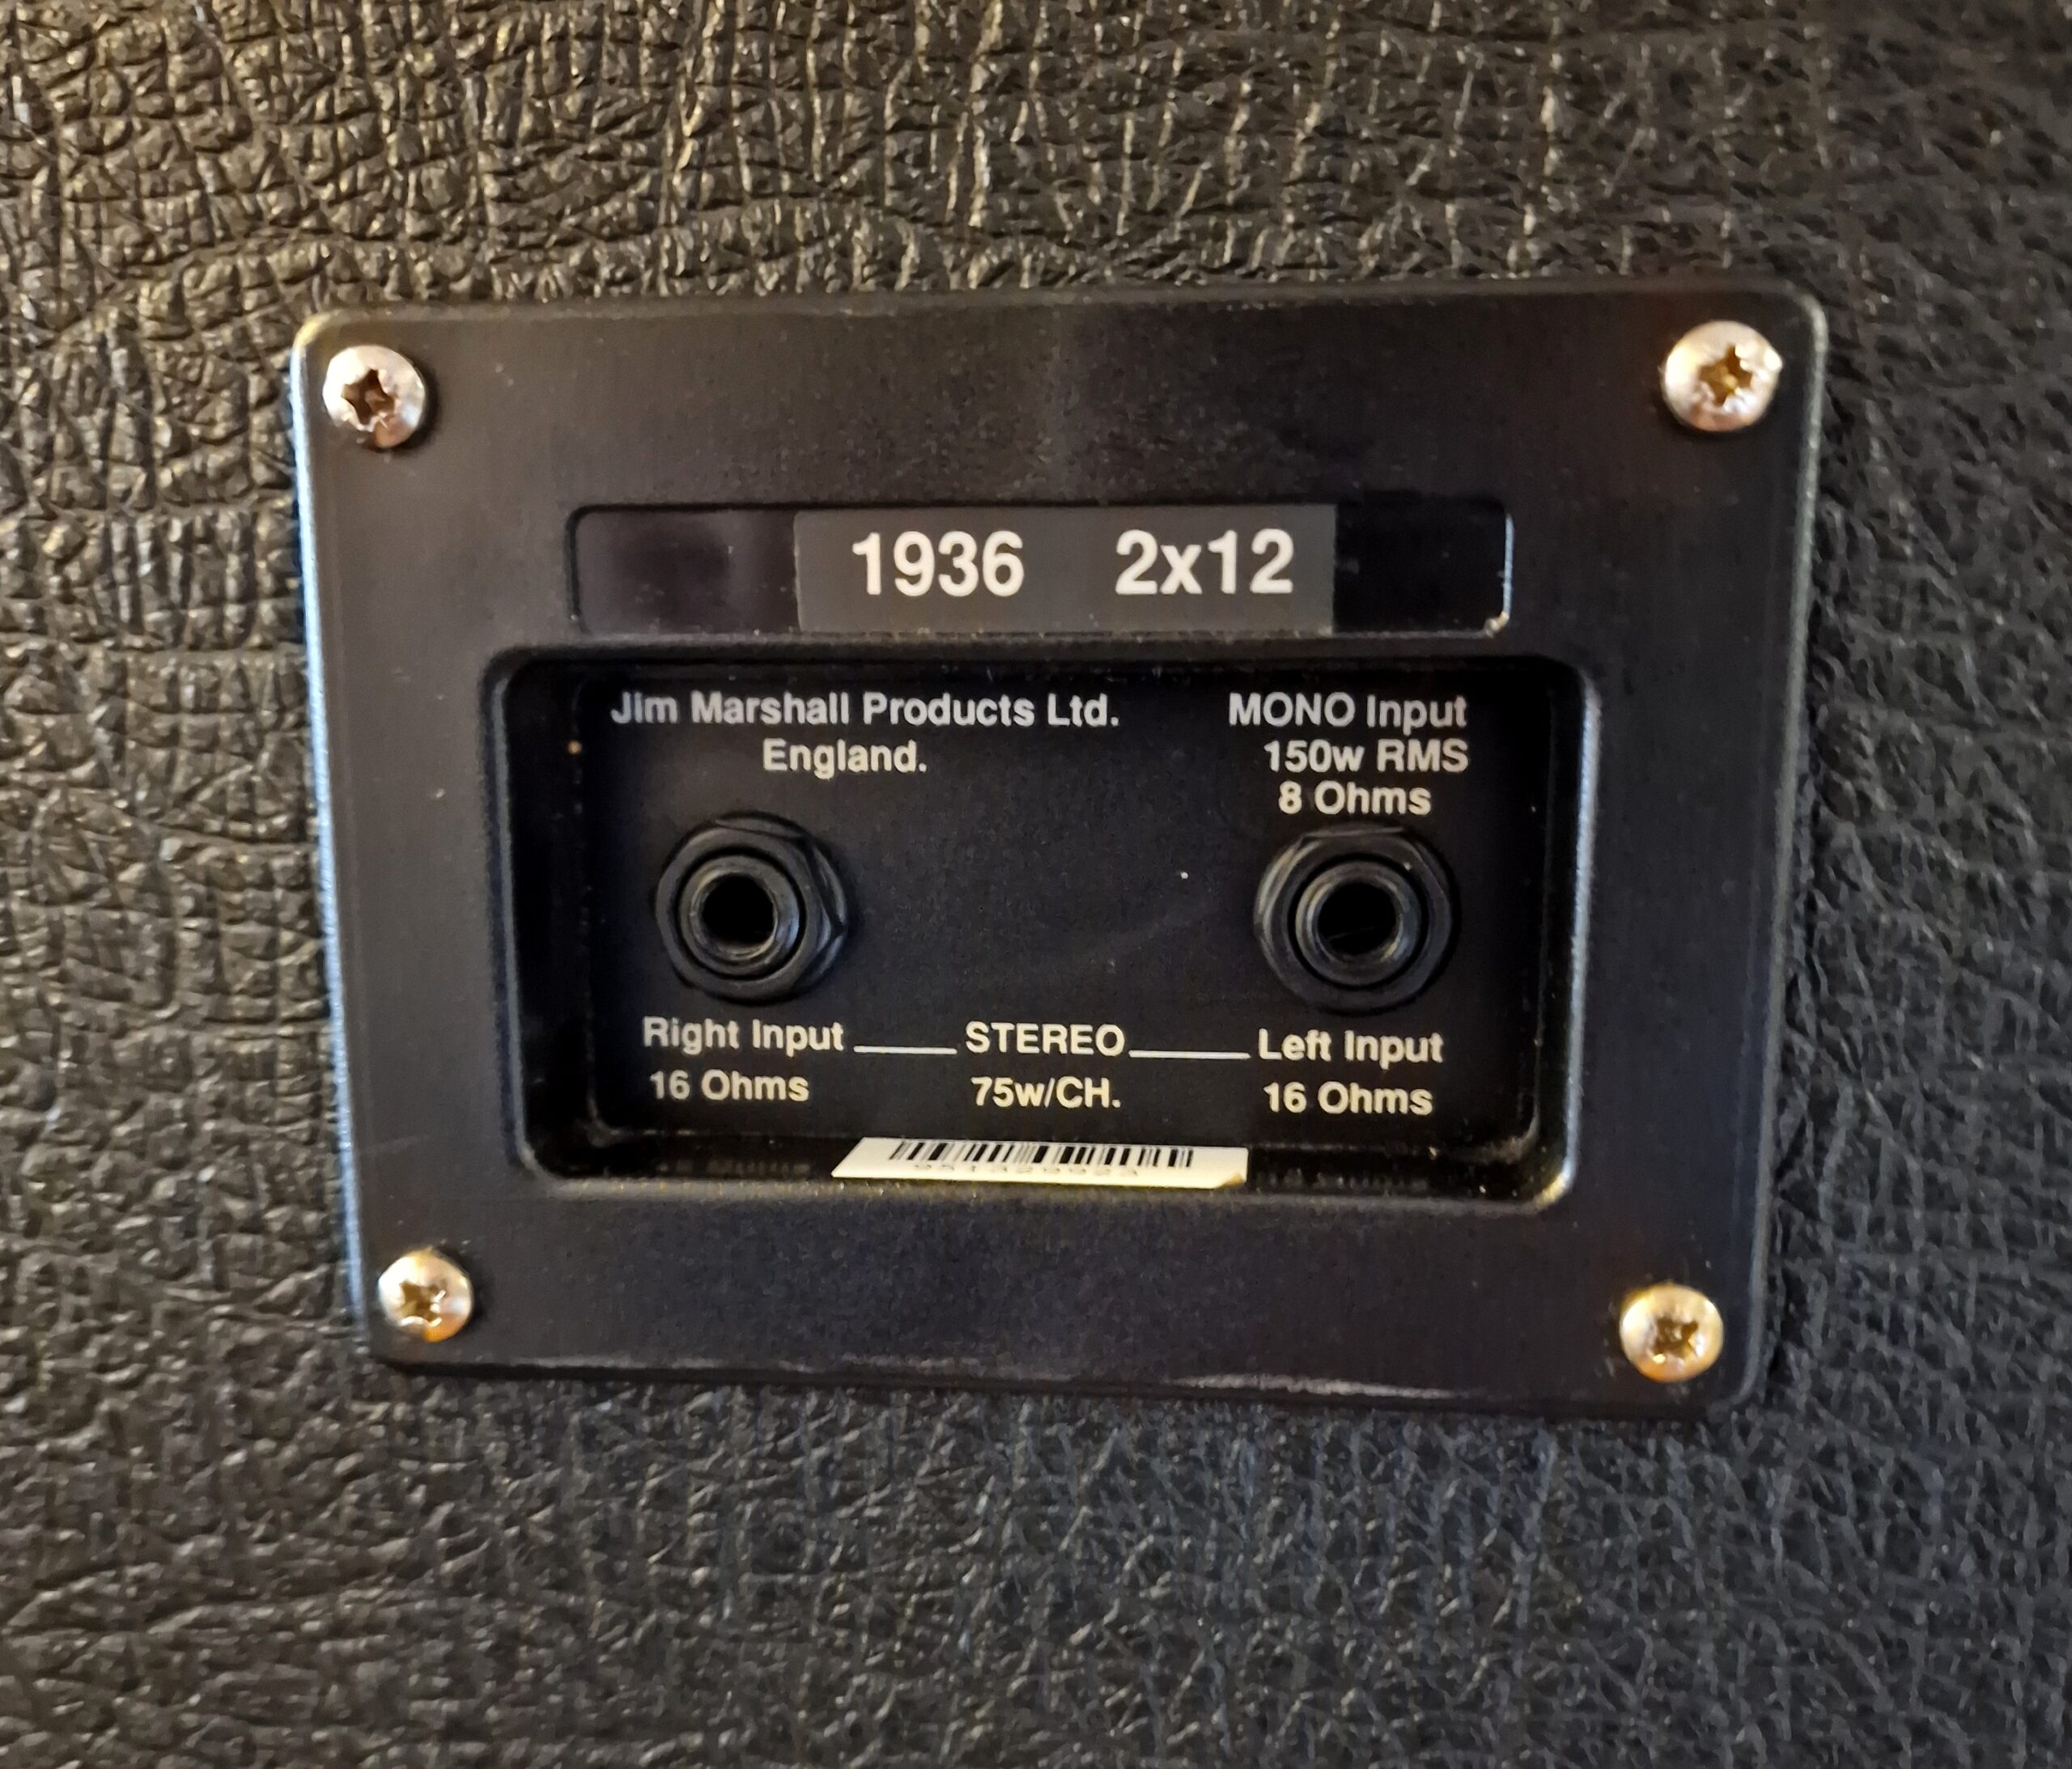 1936 2x12
Jim Marshall Products Ltd.
England.
MONO Input
150w RMS
8 Ohms
Right Input STEREO Left Input
16 Ohms 75w/CH. 16 Ohms